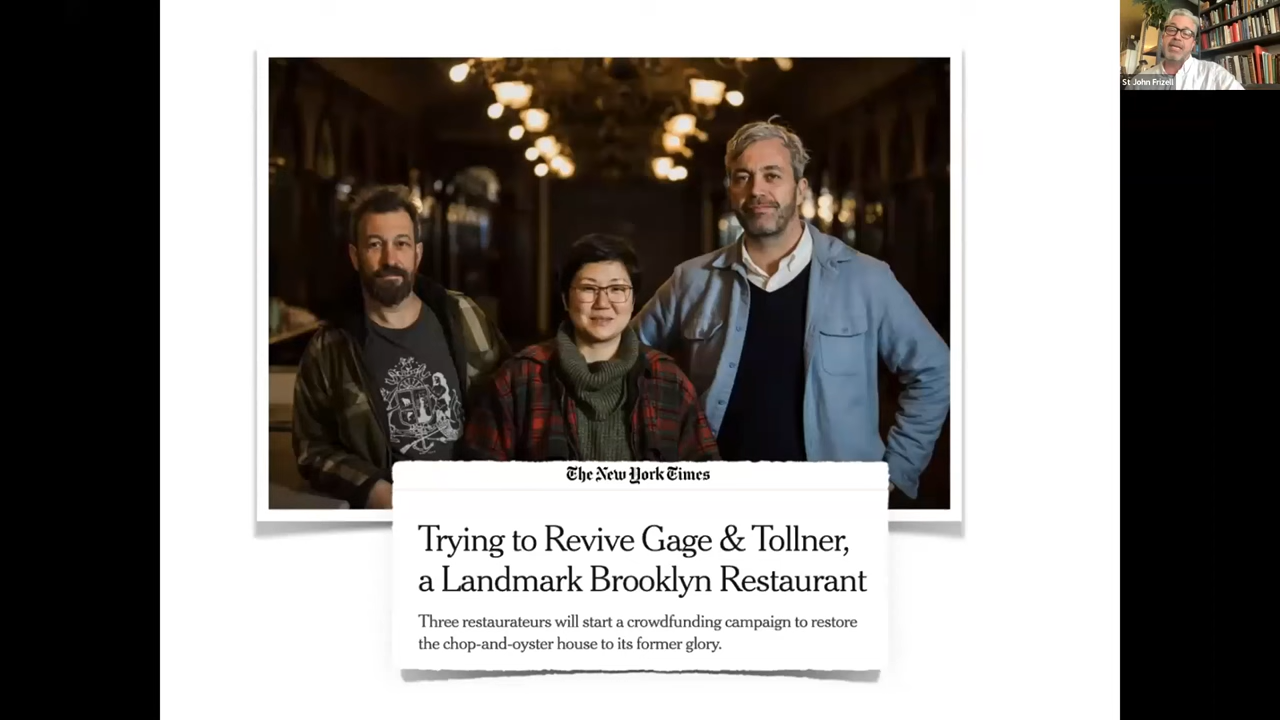 St John Frizell
The New York Times
Trying to Revive Gage & Tollner,
a Landmark Brooklyn Restaurant
Three restaurateurs will start a crowdfunding campaign to restore
the chop-and-oyster house to its former glory.